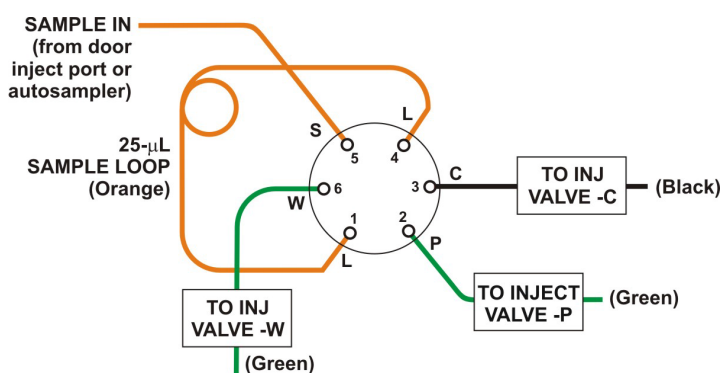 SAMPLE IN
(from door
inject port or
autosampler)
25-μL
SAMPLE LOOP
(Orange)
S
5
L
4
W
6
3
C
1
L
2
P
TO INJ
VALVE -C
(Black)
TO INJECT
VALVE -P
(Green)
TO INJ
VALVE -W
(Green)